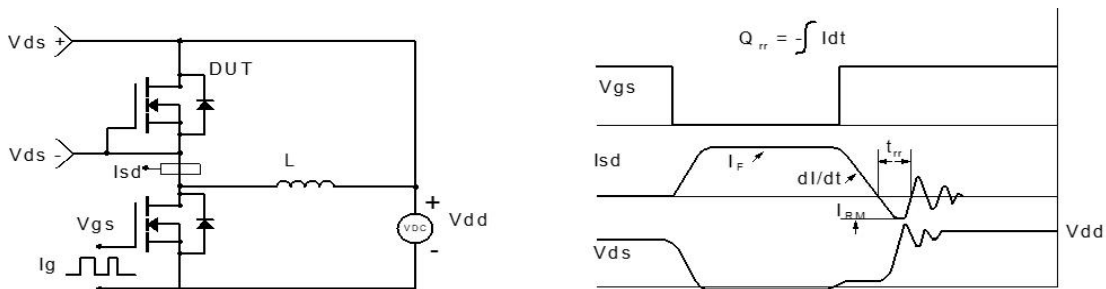 Vds +
DUT
Vds -
Isd
L
Vgs
+
VDC
Vdd
-
Ig
Q rr = -∫ Idt
Vgs
Isd
I F
dI/dt
t rr
I RM
Vds
Vdd